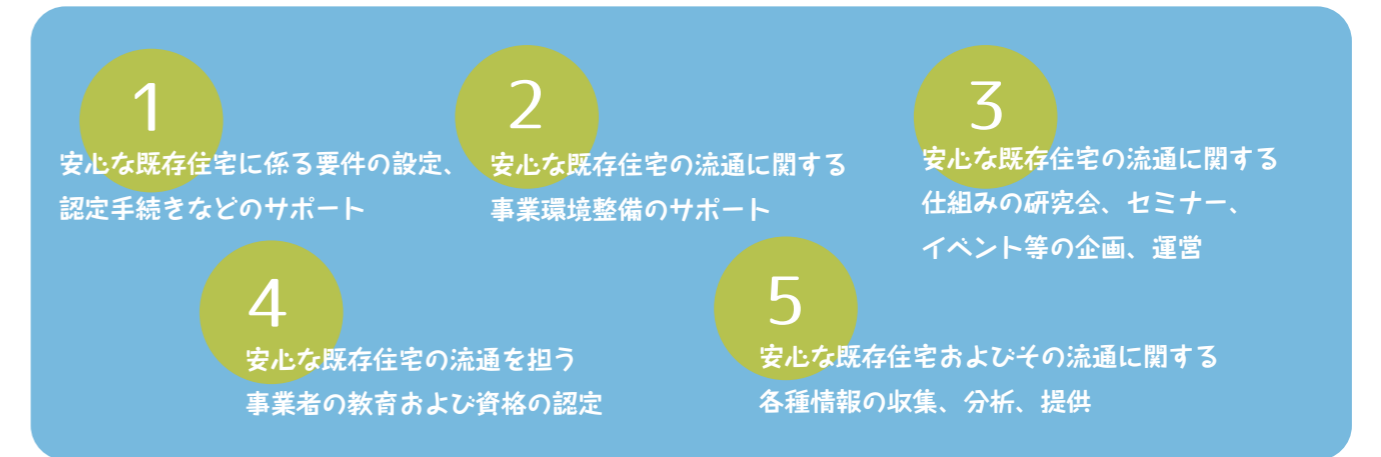 1
安心な既存住宅に係る要件の設定、
認定手続きなどのサポート
2
安心な既存住宅の流通に関する
事業環境整備のサポート
3
安心な既存住宅の流通に関する
仕組みの研究会、セミナー、
イベント等の企画、運営
4
安心な既存住宅の流通を担う
事業者の教育および資格の認定
5
安心な既存住宅およびその流通に関する
各種情報の収集、分析、提供